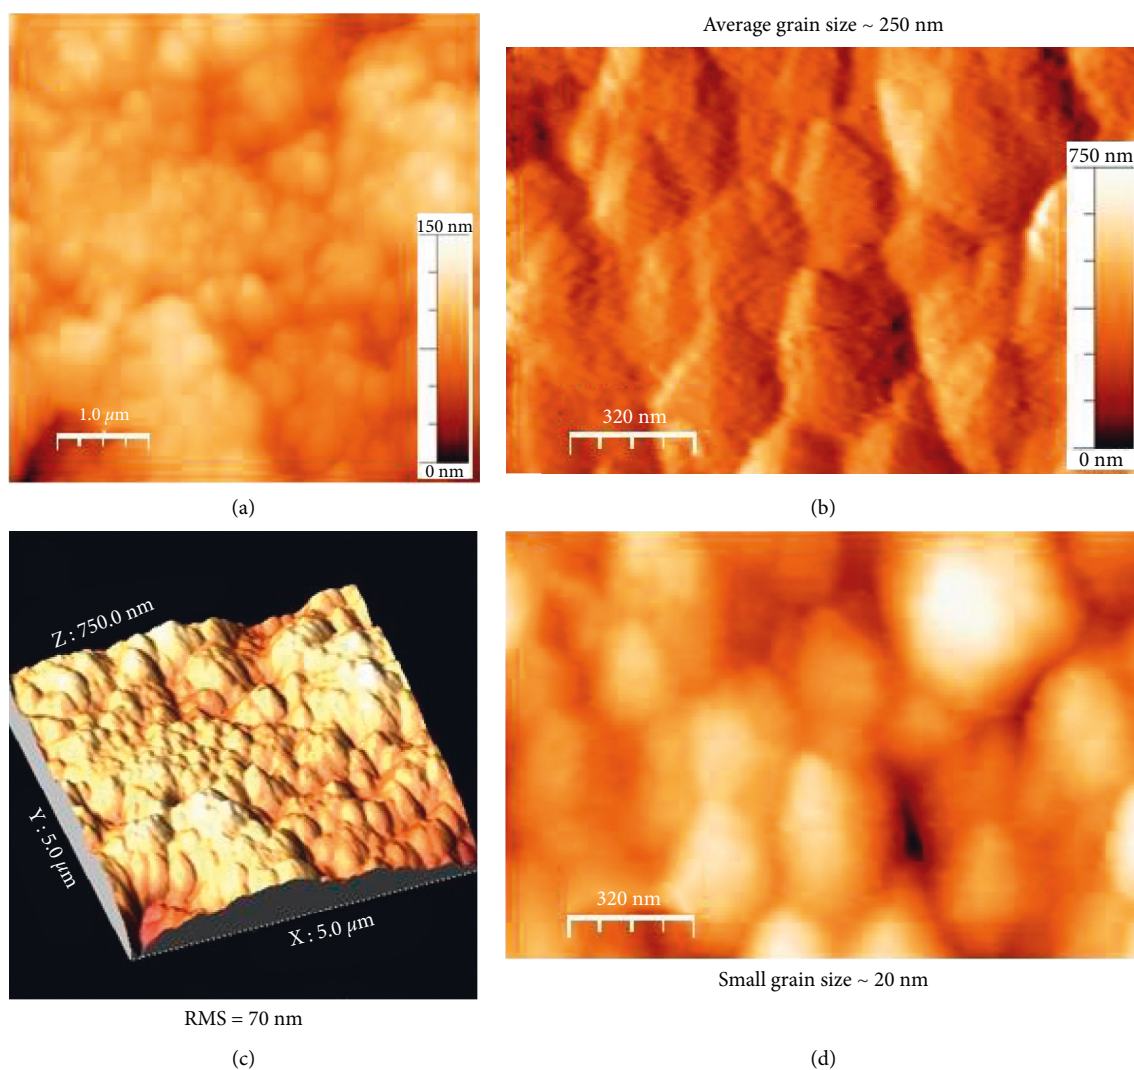 150 nm
1.0 μm
0 nm
(a)
Average grain size ~ 250 nm
750 nm
320 nm
0 nm
(b)
Z : 750.0 nm
Y : 5.0 μm
X : 5.0 μm
RMS = 70 nm
(c)
320 nm
Small grain size ~ 20 nm
(d)